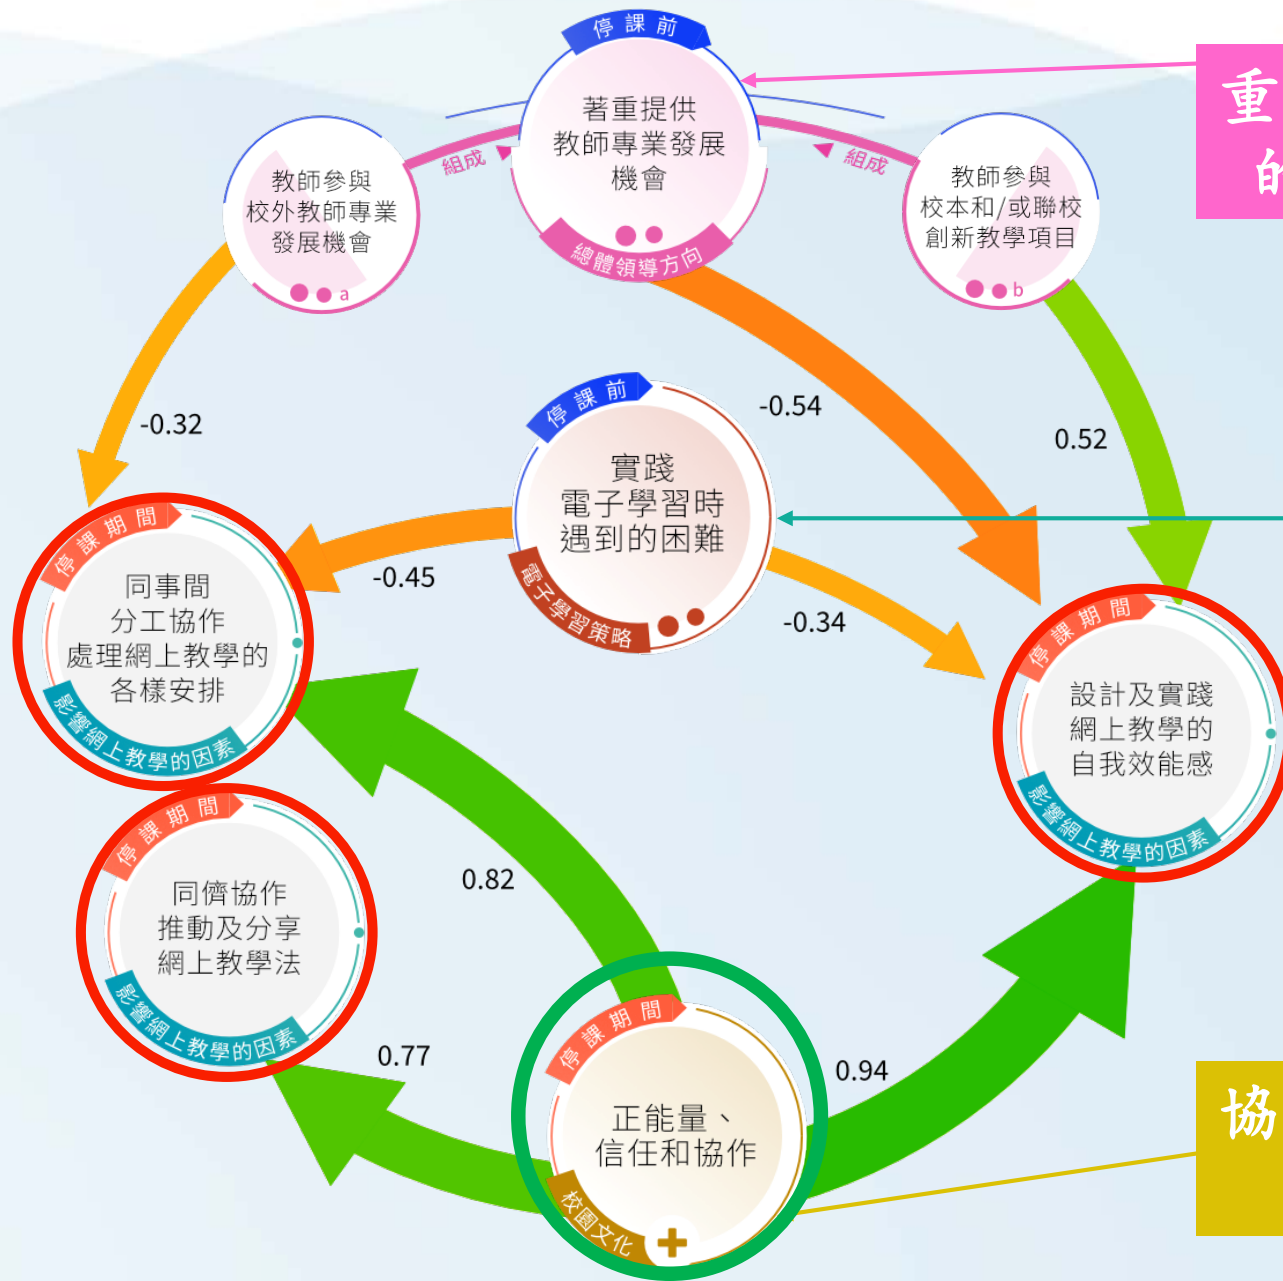 停課前
著重提供
教師專業發展
機會
總體領導方向
組成
組成
教師參與
校外教師專業
發展機會
a
教師參與
校本和/或聯校
創新教學項目
b
重
的
-0.32
-0.54
0.52
停課前
實踐
電子學習時
遇到的困難
電子學習策略
-0.45
-0.34
停課期間
同事間
分工協作
處理網上教學的
各樣安排
影響網上教學的因素
停課期間
設計及實踐
網上教學的
自我效能感
影響網上教學的因素
停課期間
同儕協作
推動及分享
網上教學法
影響網上教學的因素
0.82
0.77
0.94
停課期間
正能量、
信任和協作
校園文化
協